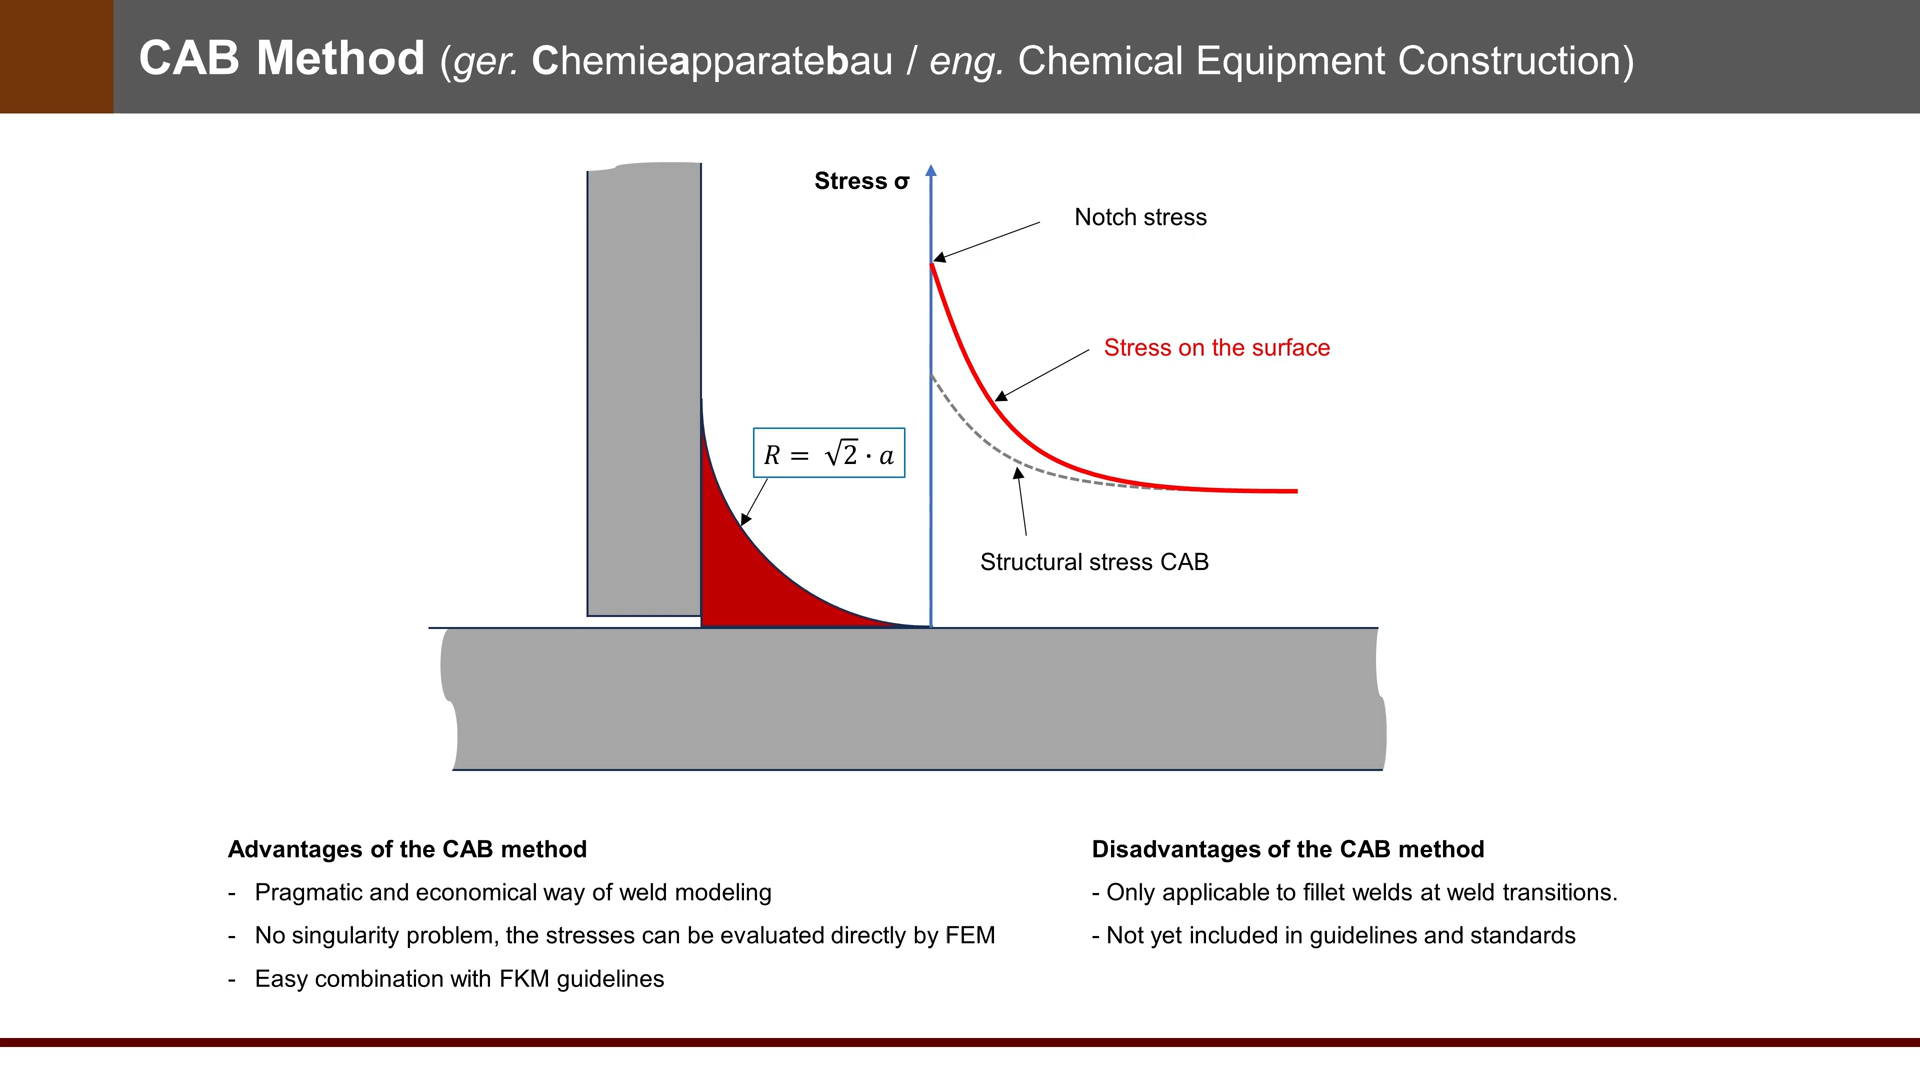 CAB Method (ger. Chemieapparatebau / eng. Chemical Equipment Construction)
Stress σ
Notch stress
Stress on the surface
R = √2 · a
Structural stress CAB
Advantages of the CAB method
- Pragmatic and economical way of weld modeling
- No singularity problem, the stresses can be evaluated directly by FEM
- Easy combination with FKM guidelines
Disadvantages of the CAB method
- Only applicable to fillet welds at weld transitions.
- Not yet included in guidelines and standards